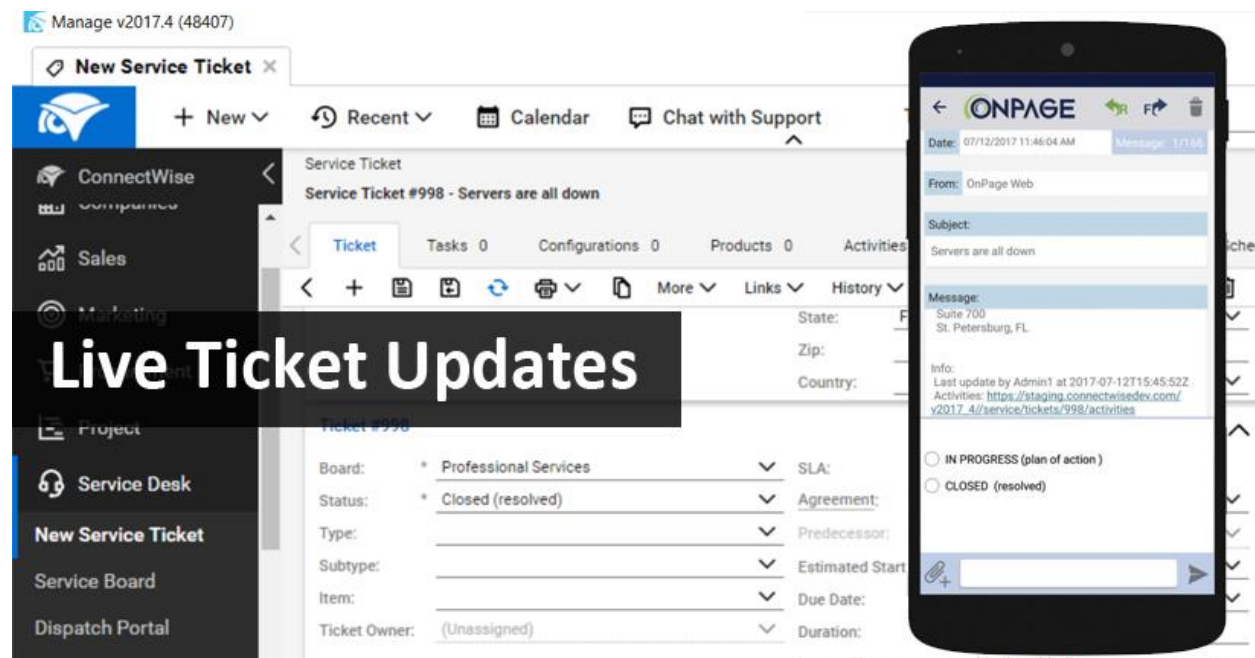 Manage v2017.4 (48407)
New Service Ticket
New
Recent
Calendar
Chat with Support
ConnectWise
Companies
Sales
Marketing
Project
Service Desk
New Service Ticket
Service Board
Dispatch Portal
Service Ticket
Service Ticket #998 - Servers are all down
Ticket Tasks 0 Configurations 0 Products 0 Activities
More Links History
State: F
Zip:
Country:
Live Ticket Updates
Ticket #998
Board: * Professional Services
Status: * Closed (resolved)
Type:
Subtype:
Item:
Ticket Owner: (Unassigned)
SLA:
Agreement:
Predecessor:
Estimated Start
Due Date:
Duration:
ONPAGE
R F
Date: 07/12/2017 11:46:04 AM Message: 1/166
From: OnPage Web
Subject:
Servers are all down
Message:
Suite 700
St. Petersburg, FL
Info:
Last update by Admin1 at 2017-07-12T15:45:52Z
Activities: https://staging.connectwisedev.com/
v2017_4//service/tickets/998/activities
IN PROGRESS (plan of action )
CLOSED (resolved)